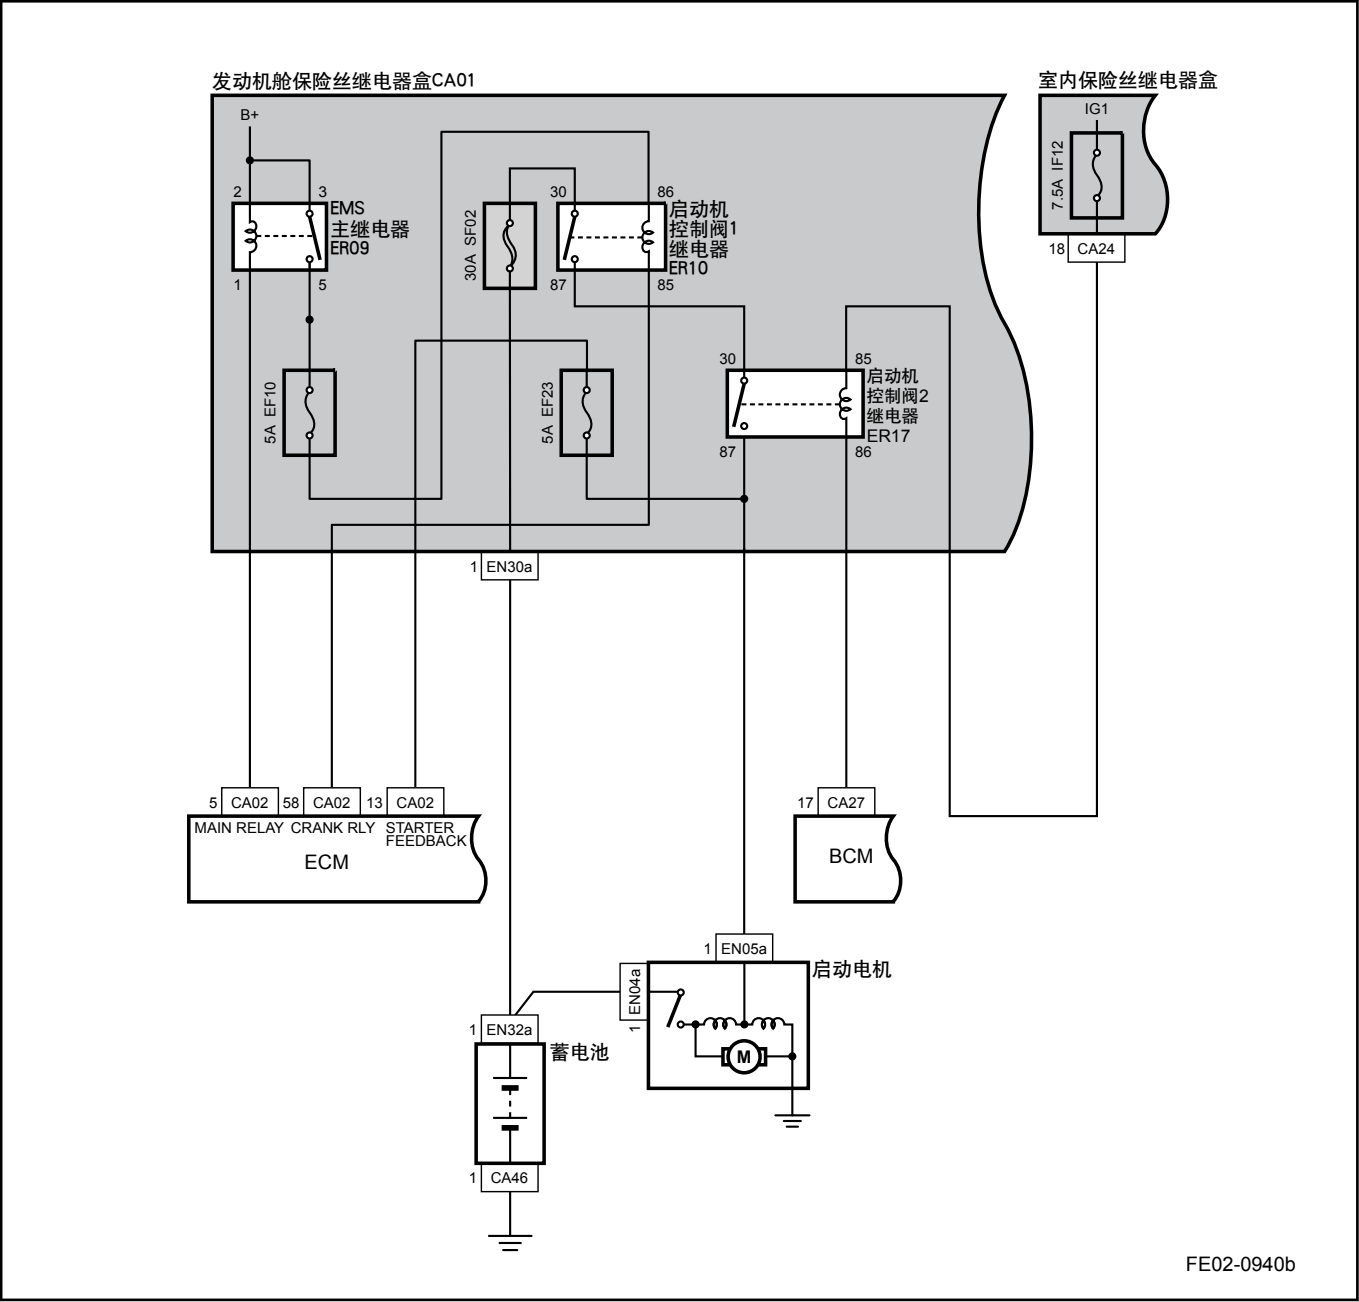 发动机舱保险丝继电器盒CA01
室内保险丝继电器盒
B+
IG1
7.5A IF12
18 CA24
2 3
EMS
主继电器
ER09
1 5
30A SF02
30 86
启动机
控制阀1
继电器
ER10
87 85
5A EF10
5A EF23
30 85
启动机
控制阀2
继电器
ER17
87 86
1 EN30a
5 CA02 58 CA02 13 CA02
MAIN RELAY CRANK RLY STARTER
FEEDBACK
ECM
17 CA27
BCM
1 EN05a
启动电机
1 EN04a
M
1 EN32a
蓄电池
1 CA46
FE02-0940b